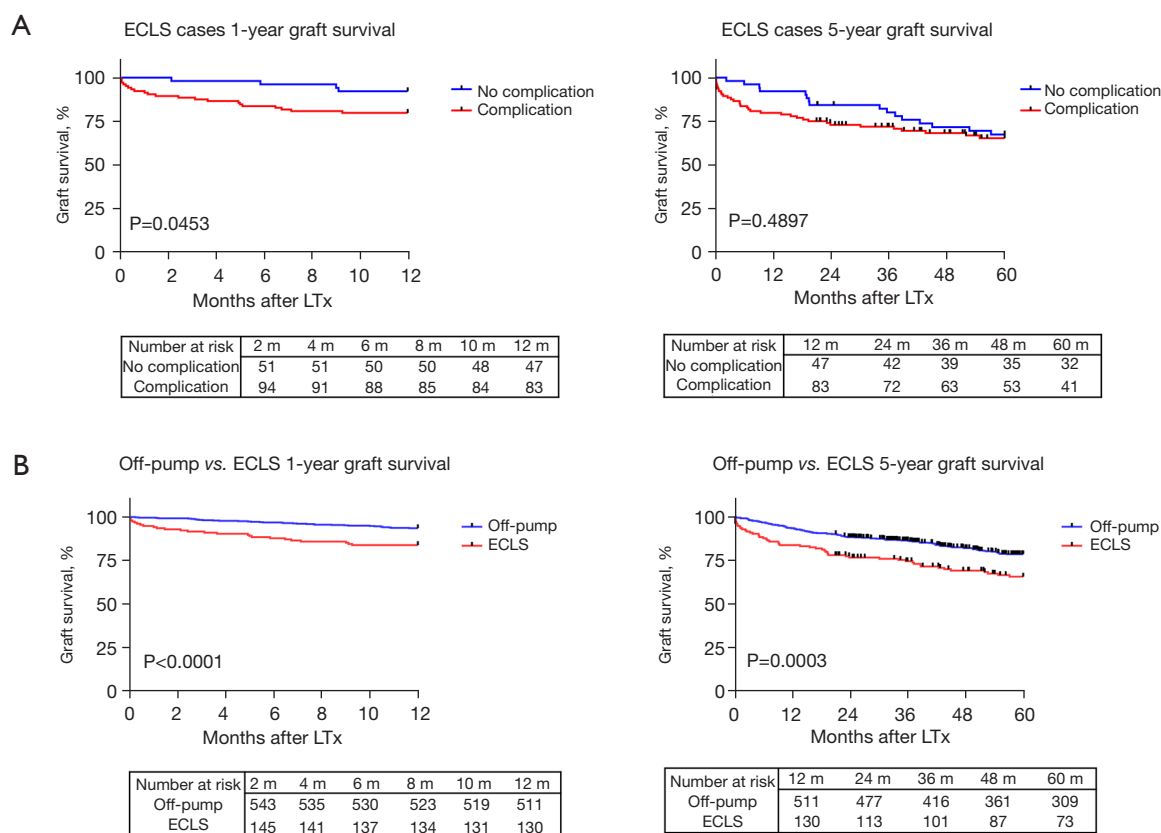 A
ECLS cases 1-year graft survival
100
75
50
25
0
Graft survival, %
No complication
Complication
P=0.0453
0 2 4 6 8 10 12
Months after LTx
Number at risk 2 m 4 m 6 m 8 m 10 m 12 m
No complication 51 51 50 50 48 47
Complication 94 91 88 85 84 83
ECLS cases 5-year graft survival
100
75
50
25
0
Graft survival, %
No complication
Complication
P=0.4897
0 12 24 36 48 60
Months after LTx
Number at risk 12 m 24 m 36 m 48 m 60 m
No complication 47 42 39 35 32
Complication 83 72 63 53 41
B
Off-pump vs. ECLS 1-year graft survival
100
75
50
25
0
Graft survival, %
Off-pump
ECLS
P<0.0001
0 2 4 6 8 10 12
Months after LTx
Number at risk 2 m 4 m 6 m 8 m 10 m 12 m
Off-pump 543 535 530 523 519 511
ECLS 145 141 137 134 131 130
Off-pump vs. ECLS 5-year graft survival
100
75
50
25
0
Graft survival, %
Off-pump
ECLS
P=0.0003
0 12 24 36 48 60
Months after LTx
Number at risk 12 m 24 m 36 m 48 m 60 m
Off-pump 511 477 416 361 309
ECLS 130 113 101 87 73